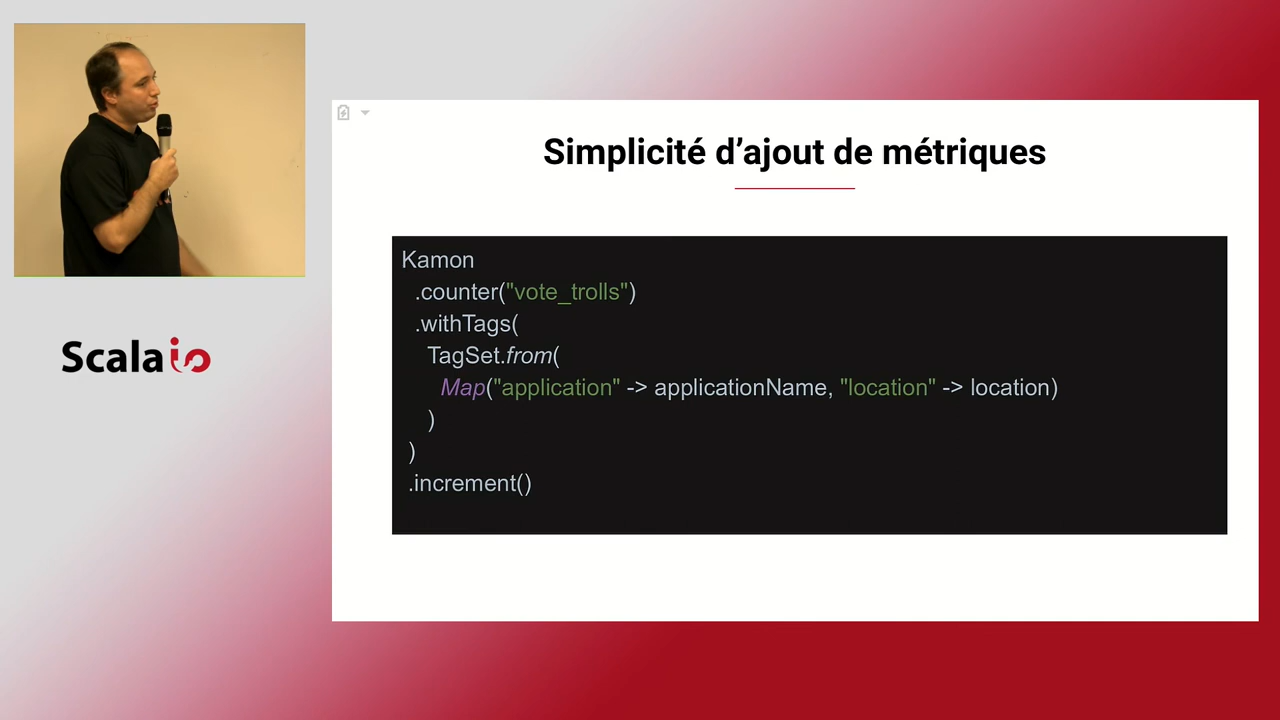 Scalaio
Simplicité d’ajout de métriques
Kamon
.counter("vote_trolls")
.withTags(
TagSet.from(
Map("application" -> applicationName, "location" -> location)
)
)
.increment()